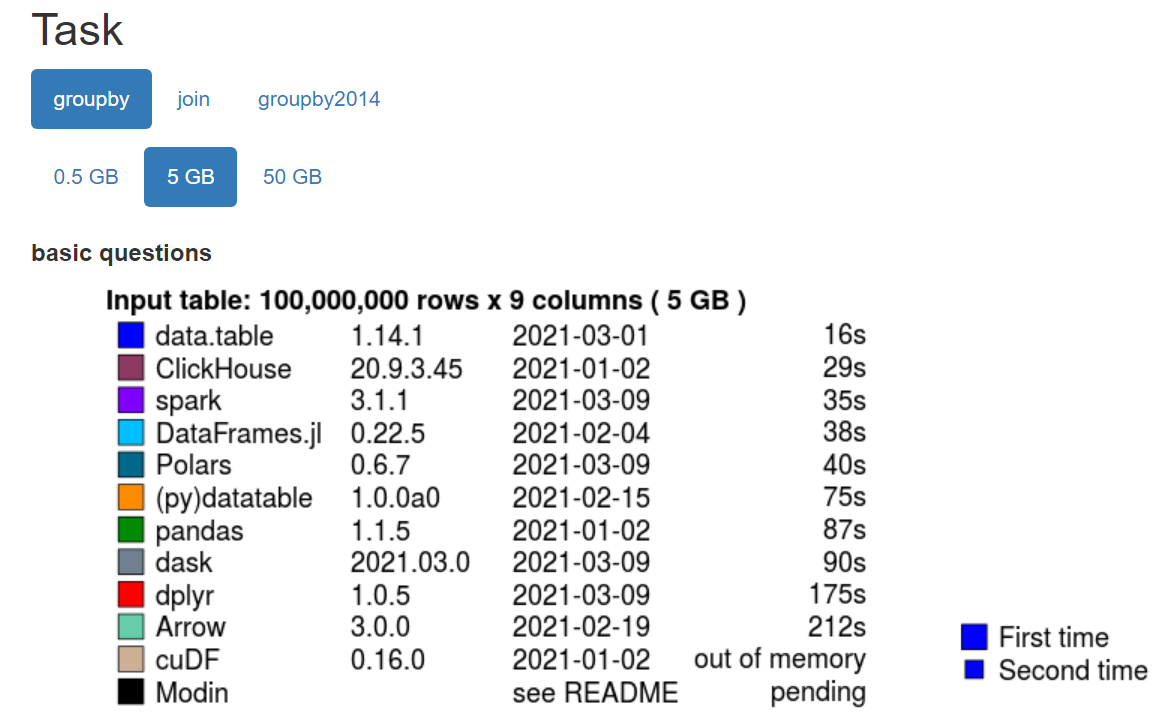 Task
groupby join groupby2014
0.5 GB 5 GB 50 GB
basic questions
Input table: 100,000,000 rows x 9 columns ( 5 GB )
data.table 1.14.1 2021-03-01 16s
ClickHouse 20.9.3.45 2021-01-02 29s
spark 3.1.1 2021-03-09 35s
DataFrames.jl 0.22.5 2021-02-04 38s
Polars 0.6.7 2021-03-09 40s
(py)datatable 1.0.0a0 2021-02-15 75s
pandas 1.1.5 2021-01-02 87s
dask 2021.03.0 2021-03-09 90s
dplyr 1.0.5 2021-03-09 175s
Arrow 3.0.0 2021-02-19 212s
cuDF 0.16.0 2021-01-02 out of memory
Modin see README pending
First time
Second time